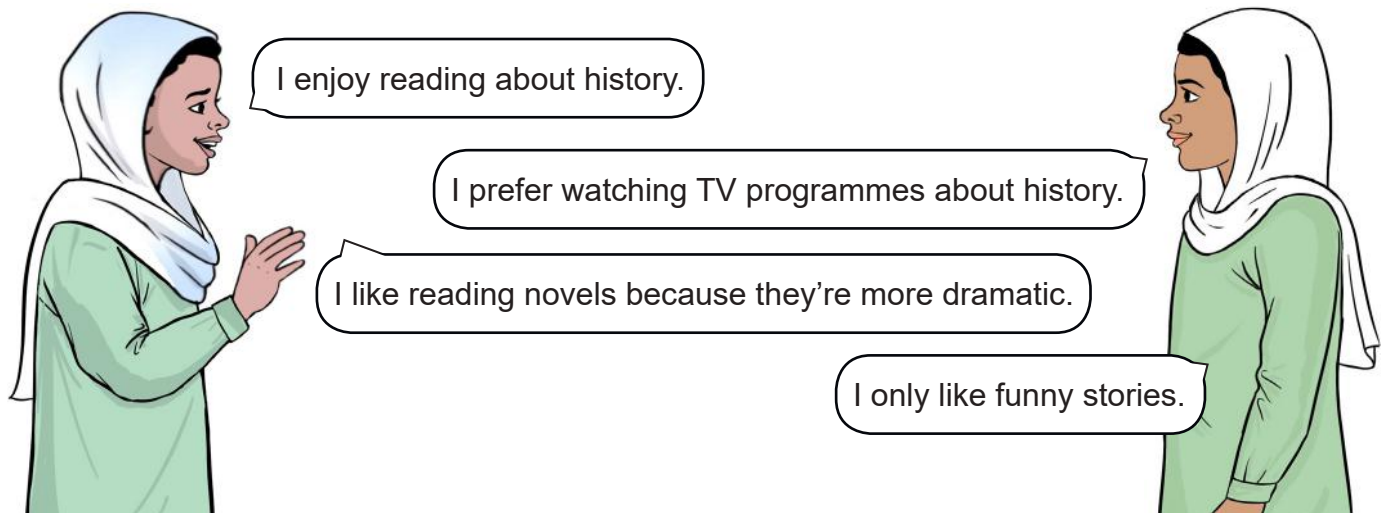 I enjoy reading about history.
I prefer watching TV programmes about history.
I like reading novels because they’re more dramatic.
I only like funny stories.